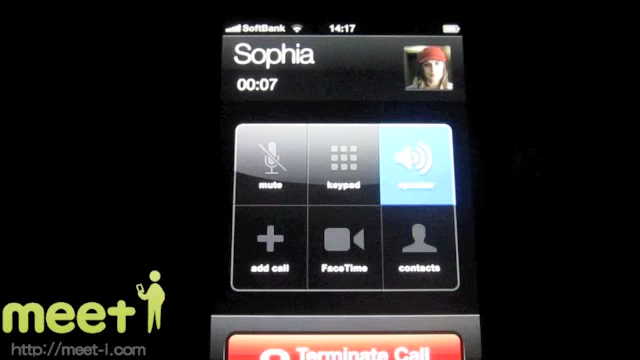 SoftBank 14:17
Sophia
00:07
mute keypad speaker
add call FaceTime contacts
Terminate Call
meet i
http://meet-i.com